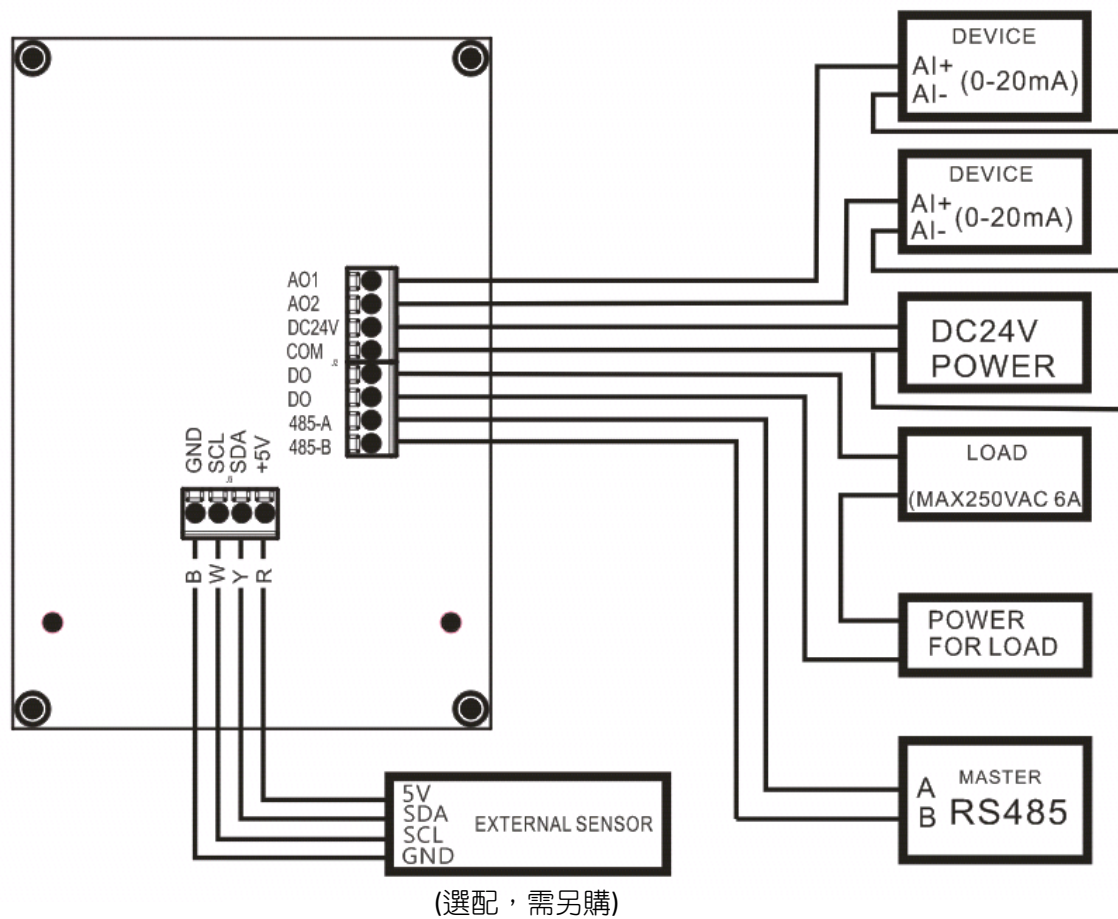 DEVICE
AI+
AI-
(0-20mA)
DEVICE
AI+
AI-
(0-20mA)
AO1
AO2
DC24V
COM
DO
DO
485-A
485-B
DC24V
POWER
LOAD
(MAX250VAC 6A
POWER
FOR LOAD
MASTER
A
B
RS485
GND
SCL
SDA
+5V
B
W
Y
R
5V
SDA
SCL
GND
EXTERNAL SENSOR
(選配，需另購)